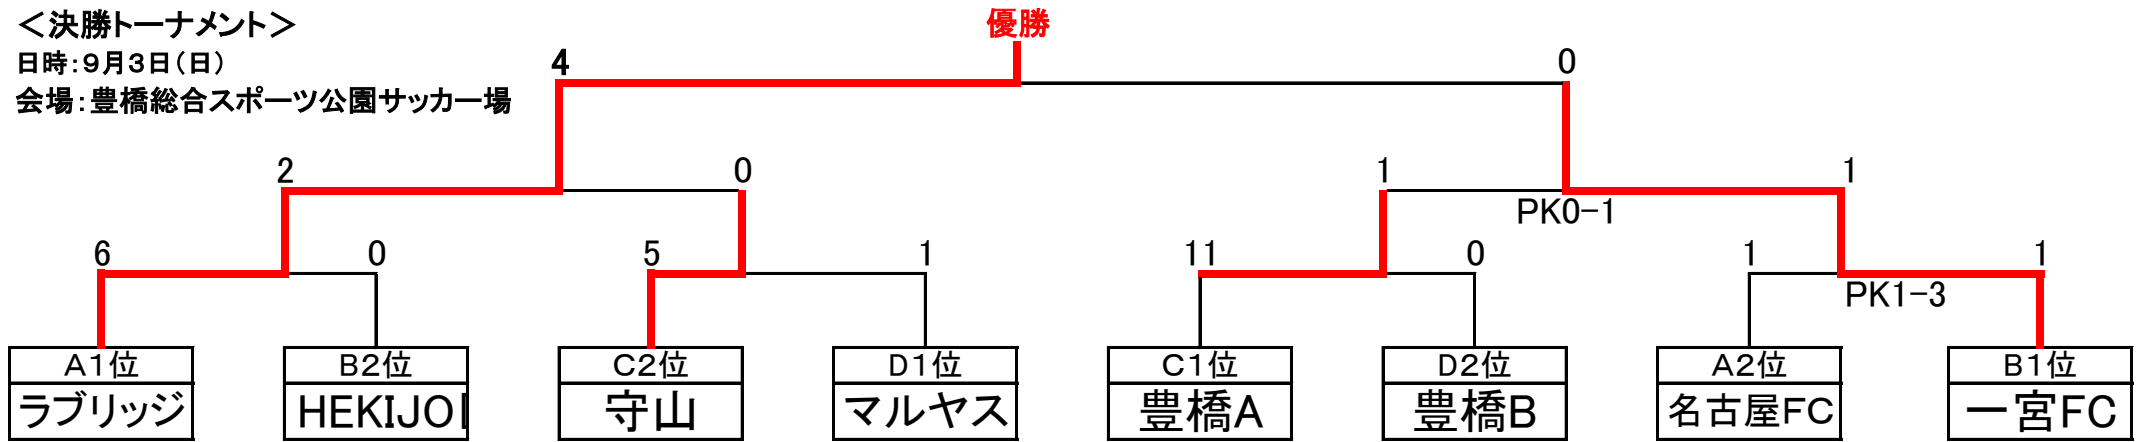 ＜決勝トーナメント＞
優勝
日時：９月３日（日）
4
0
会場：豊橋総合スポーツ公園サッカー場
2
0
1
1
PK0-1
6
0
5
1
11
0
1
1
PK1-3
A1位
B2位
C2位
D1位
C1位
D2位
A2位
B1位
ラブリッジ
HEKIJO
守山
マルヤス
豊橋A
豊橋B
名古屋FC
一宮FC